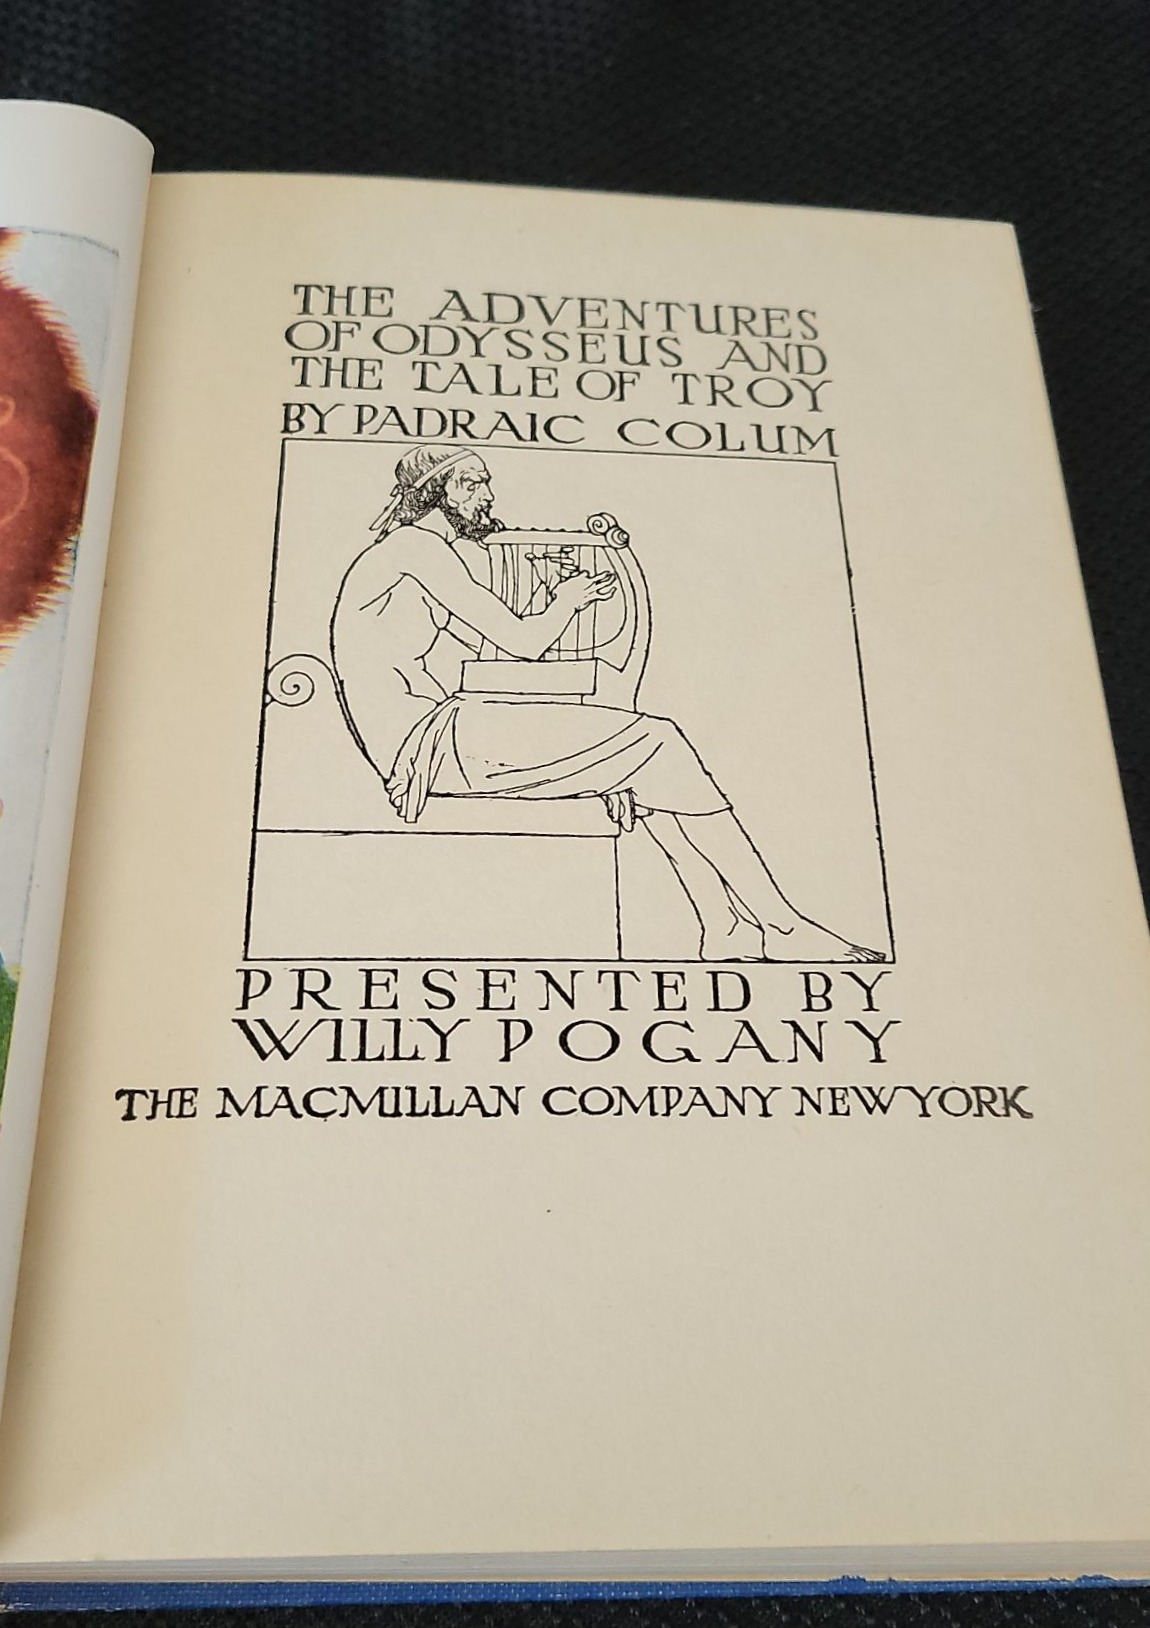 THE ADVENTURES
OF ODYSSEUS AND
THE TALE OF TROY
BY PADRAIC COLUM
PRESENTED BY
WILLY POGANY
THE MACMILLAN COMPANY NEW YORK